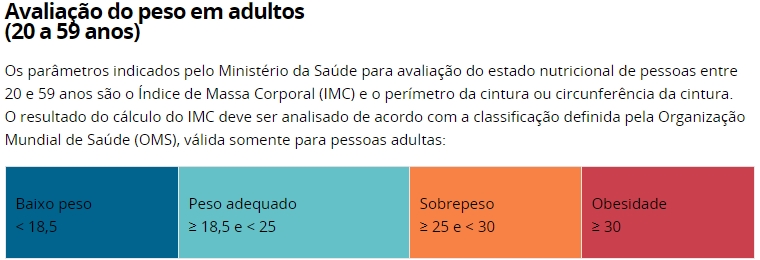 Avaliação do peso em adultos
(20 a 59 anos)
Os parâmetros indicados pelo Ministério da Saúde para avaliação do estado nutricional de pessoas entre
20 e 59 anos são o Índice de Massa Corporal (IMC) e o perímetro da cintura ou circunferência da cintura.
O resultado do cálculo do IMC deve ser analisado de acordo com a classificação definida pela Organização
Mundial de Saúde (OMS), válida somente para pessoas adultas:
Baixo peso
< 18,5
Peso adequado
≥ 18,5 e < 25
Sobrepeso
≥ 25 e < 30
Obesidade
≥ 30